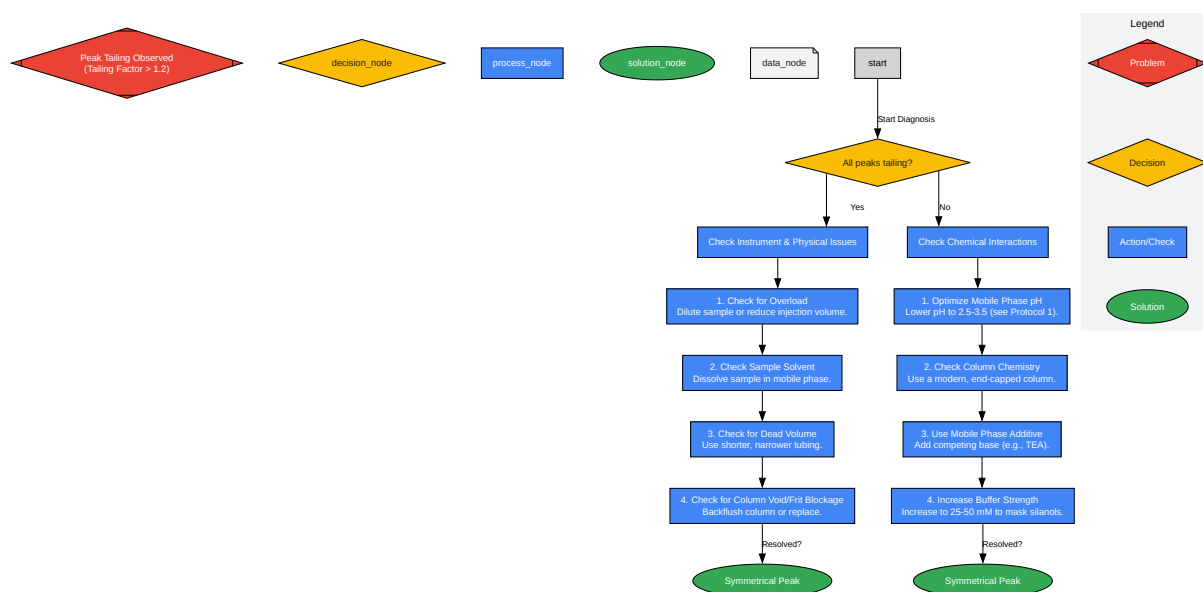 Legend
Peak Tailing Observed
(Tailing Factor > 1.2)
decision_node
process_node
solution_node
data_node
start
Problem
Start Diagnosis
All peaks tailing?
Decision
Yes
No
Check Instrument & Physical Issues
Check Chemical Interactions
Action/Check
1. Check for Overload
Dilute sample or reduce injection volume.
1. Optimize Mobile Phase pH
Lower pH to 2.5-3.5 (see Protocol 1).
Solution
2. Check Sample Solvent
Dissolve sample in mobile phase.
2. Check Column Chemistry
Use a modern, end-capped column.
3. Check for Dead Volume
Use shorter, narrower tubing.
3. Use Mobile Phase Additive
Add competing base (e.g., TEA).
4. Check for Column Void/Frit Blockage
Backflush column or replace.
4. Increase Buffer Strength
Increase to 25-50 mM to mask silanols.
Resolved?
Resolved?
Symmetrical Peak
Symmetrical Peak